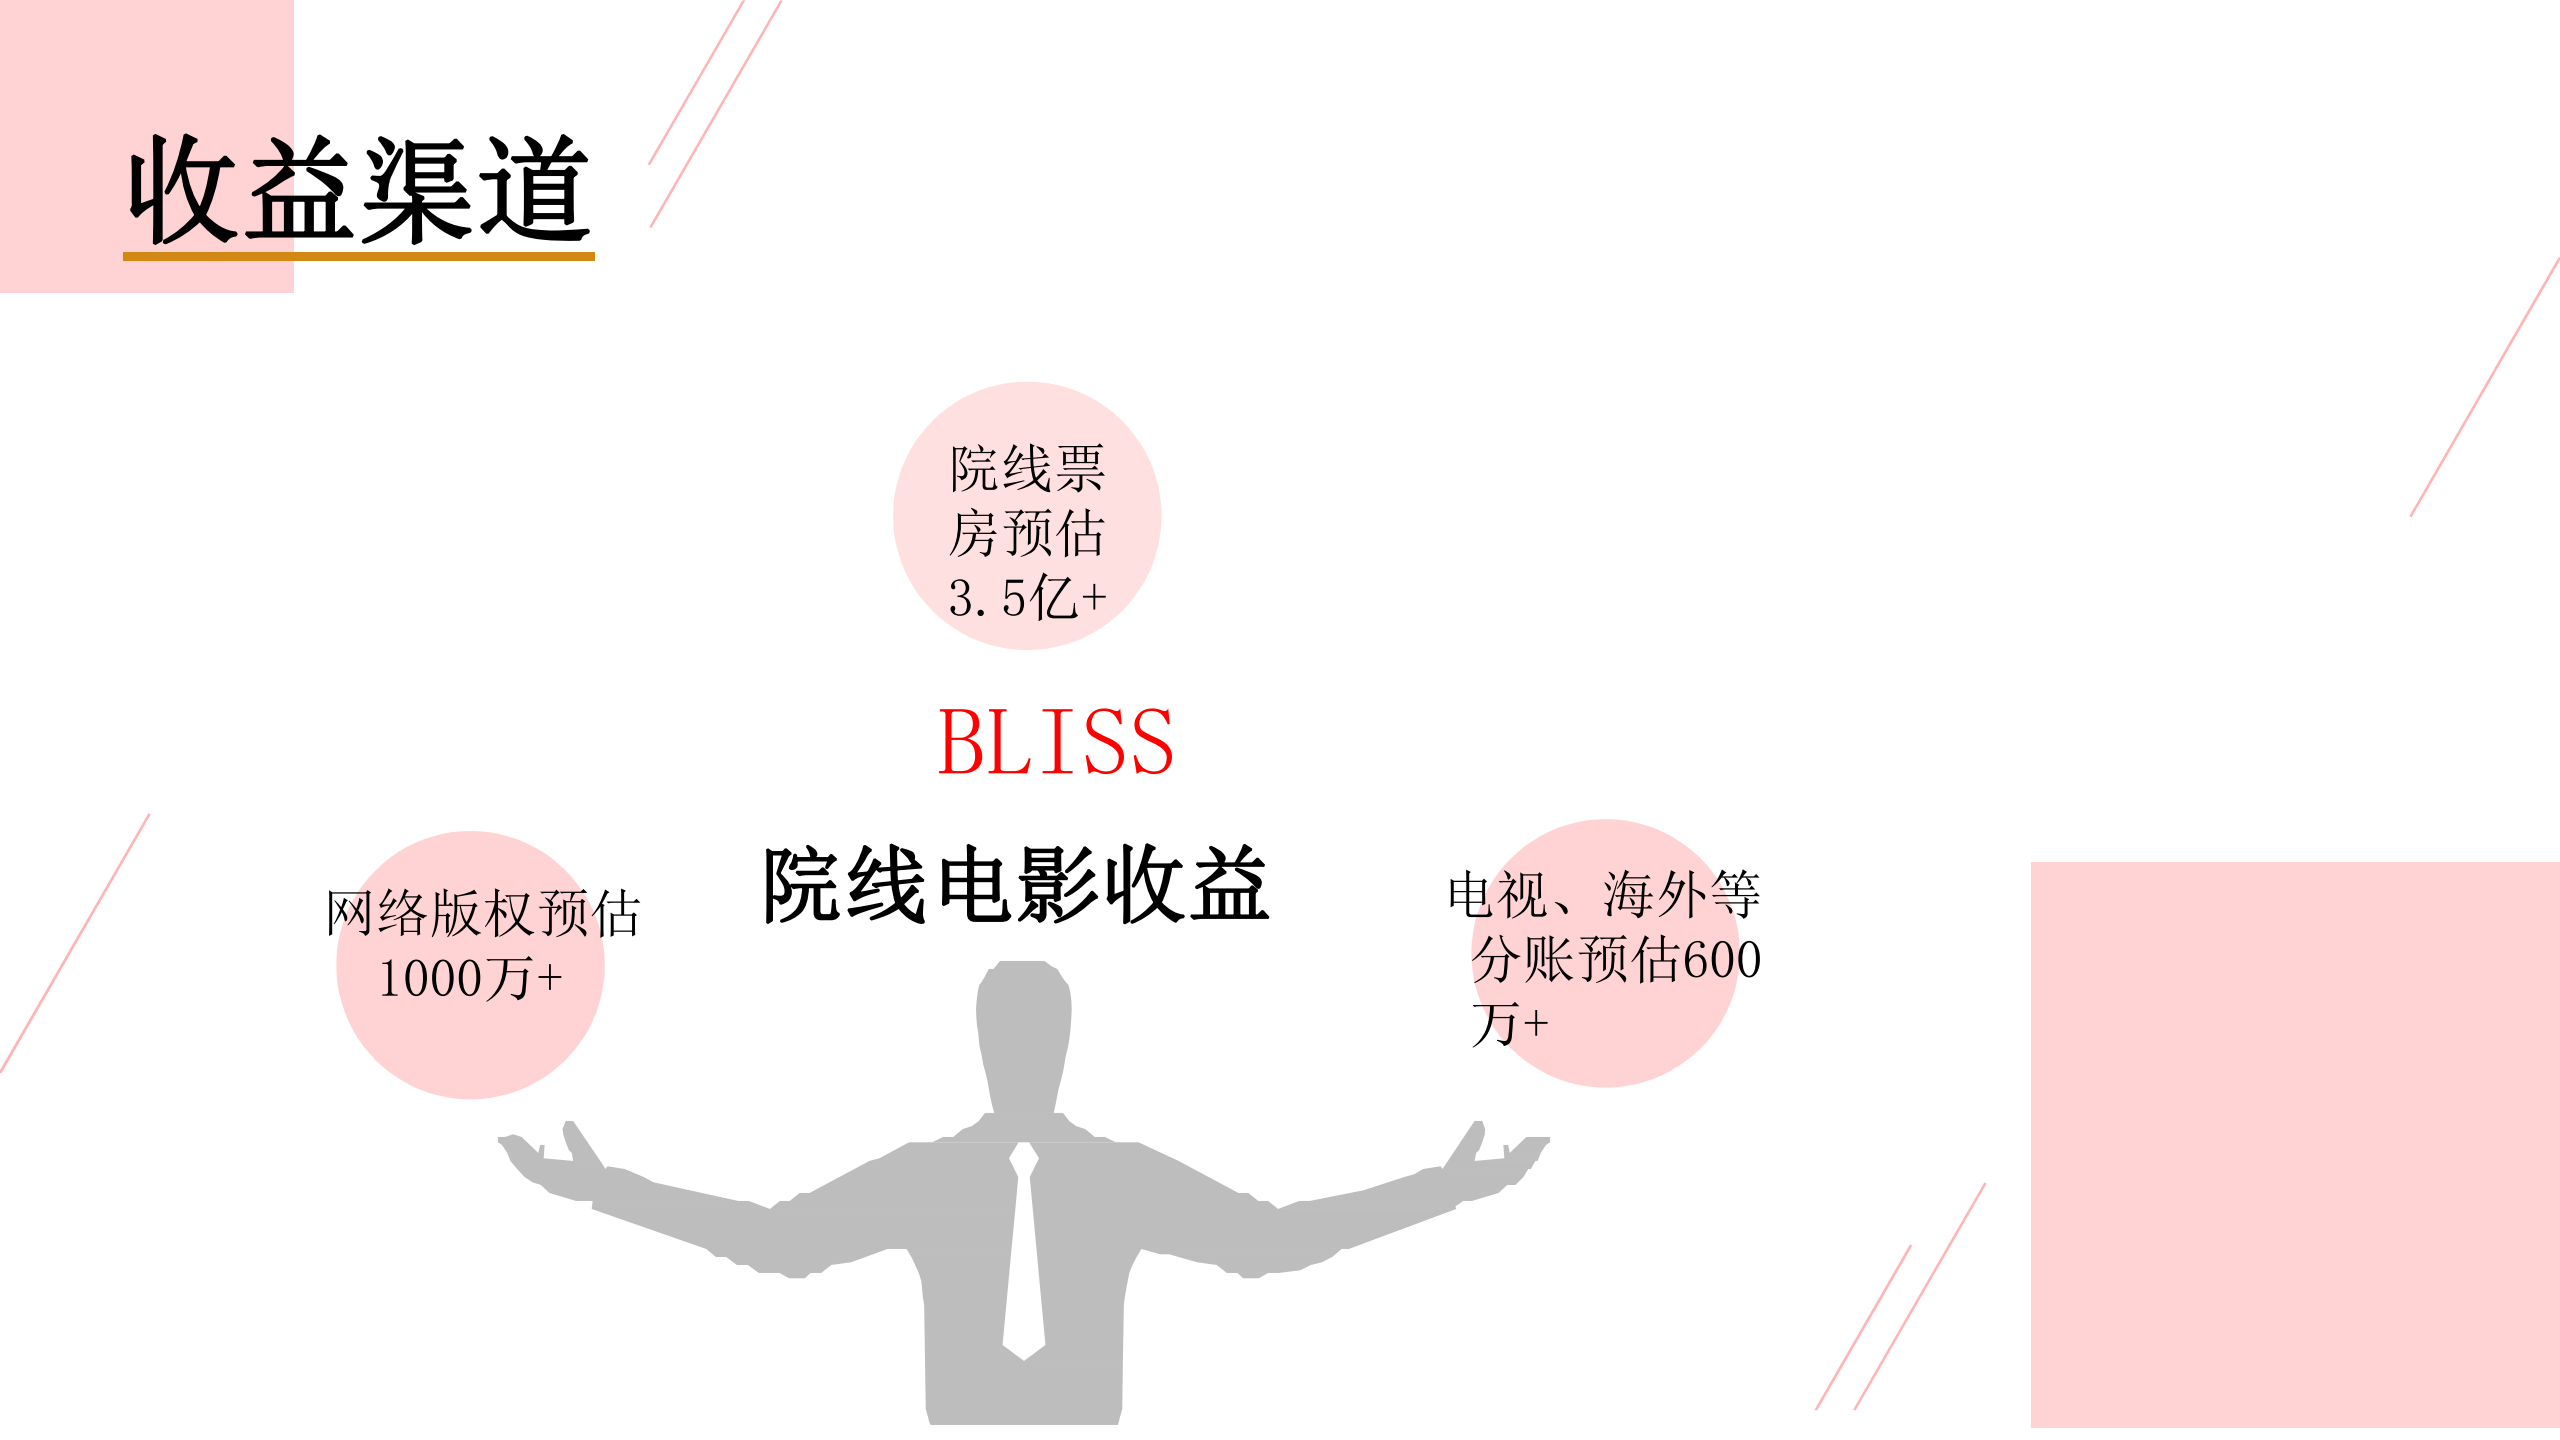 收益渠道
院线票
房预估
3.5亿+
BLISS
院线电影收益
网络版权预估
1000万+
电视、海外等
分账预估600
万+